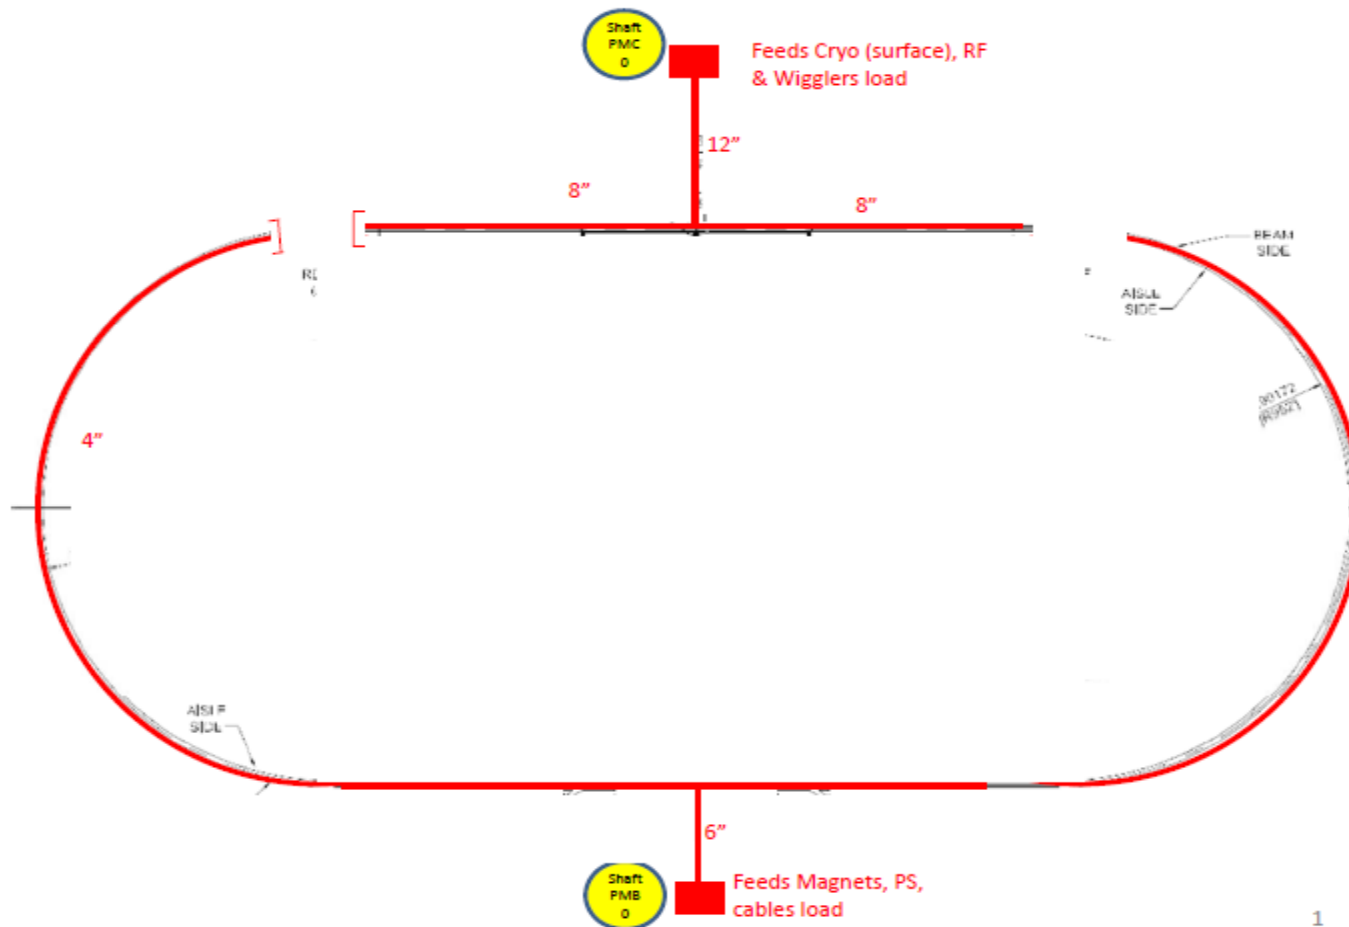 Shaft
PMC
0
Feeds Cryo (surface), RF
& Wigglers load
12”
8”
8”
BEAM
SIDE
AISLE
SIDE
4”
AISLE
SIDE
6”
Shaft
PMB
0
Feeds Magnets, PS,
cables load
1